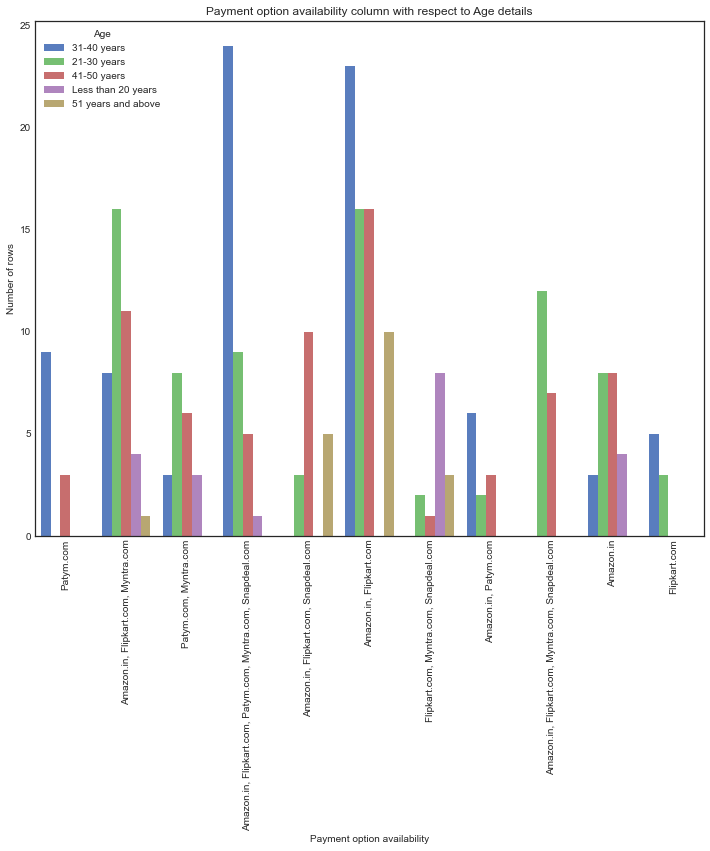 Payment option availability column with respect to Age details
Age
31-40 years
21-30 years
41-50 yaers
Less than 20 years
51 years and above
25
20
15
10
5
0
Number of rows
Patym.com
Amazon.in, Flipkart.com, Myntra.com
Patym.com, Myntra.com
Amazon.in, Flipkart.com, Patym.com, Myntra.com, Snapdeal.com
Amazon.in, Flipkart.com, Snapdeal.com
Amazon.in, Flipkart.com
Flipkart.com, Myntra.com, Snapdeal.com
Amazon.in, Patym.com
Amazon.in, Flipkart.com, Myntra.com, Snapdeal.com
Amazon.in
Flipkart.com
Payment option availability